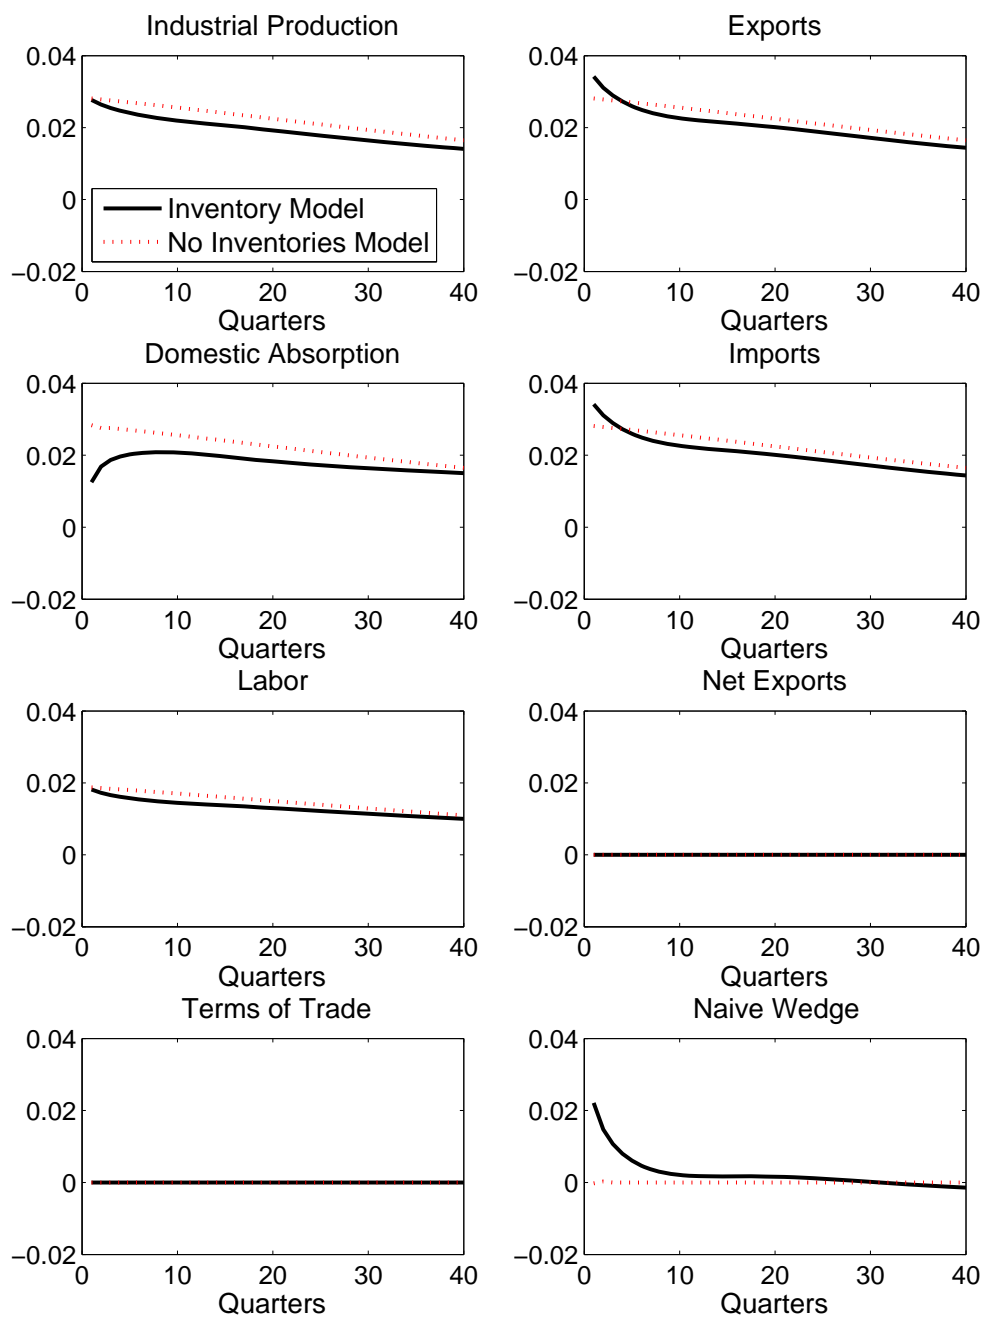 Industrial Production
0.04
0.02
0
−0.02
Inventory Model
No Inventories Model
0 10 20 30 40
Quarters
Exports
0.04
0.02
0
−0.02
0 10 20 30 40
Quarters
Domestic Absorption
0.04
0.02
0
−0.02
0 10 20 30 40
Quarters
Imports
0.04
0.02
0
−0.02
0 10 20 30 40
Quarters
Labor
0.04
0.02
0
−0.02
0 10 20 30 40
Quarters
Net Exports
0.04
0.02
0
−0.02
0 10 20 30 40
Quarters
Terms of Trade
0.04
0.02
0
−0.02
0 10 20 30 40
Quarters
Naive Wedge
0.04
0.02
0
−0.02
0 10 20 30 40
Quarters